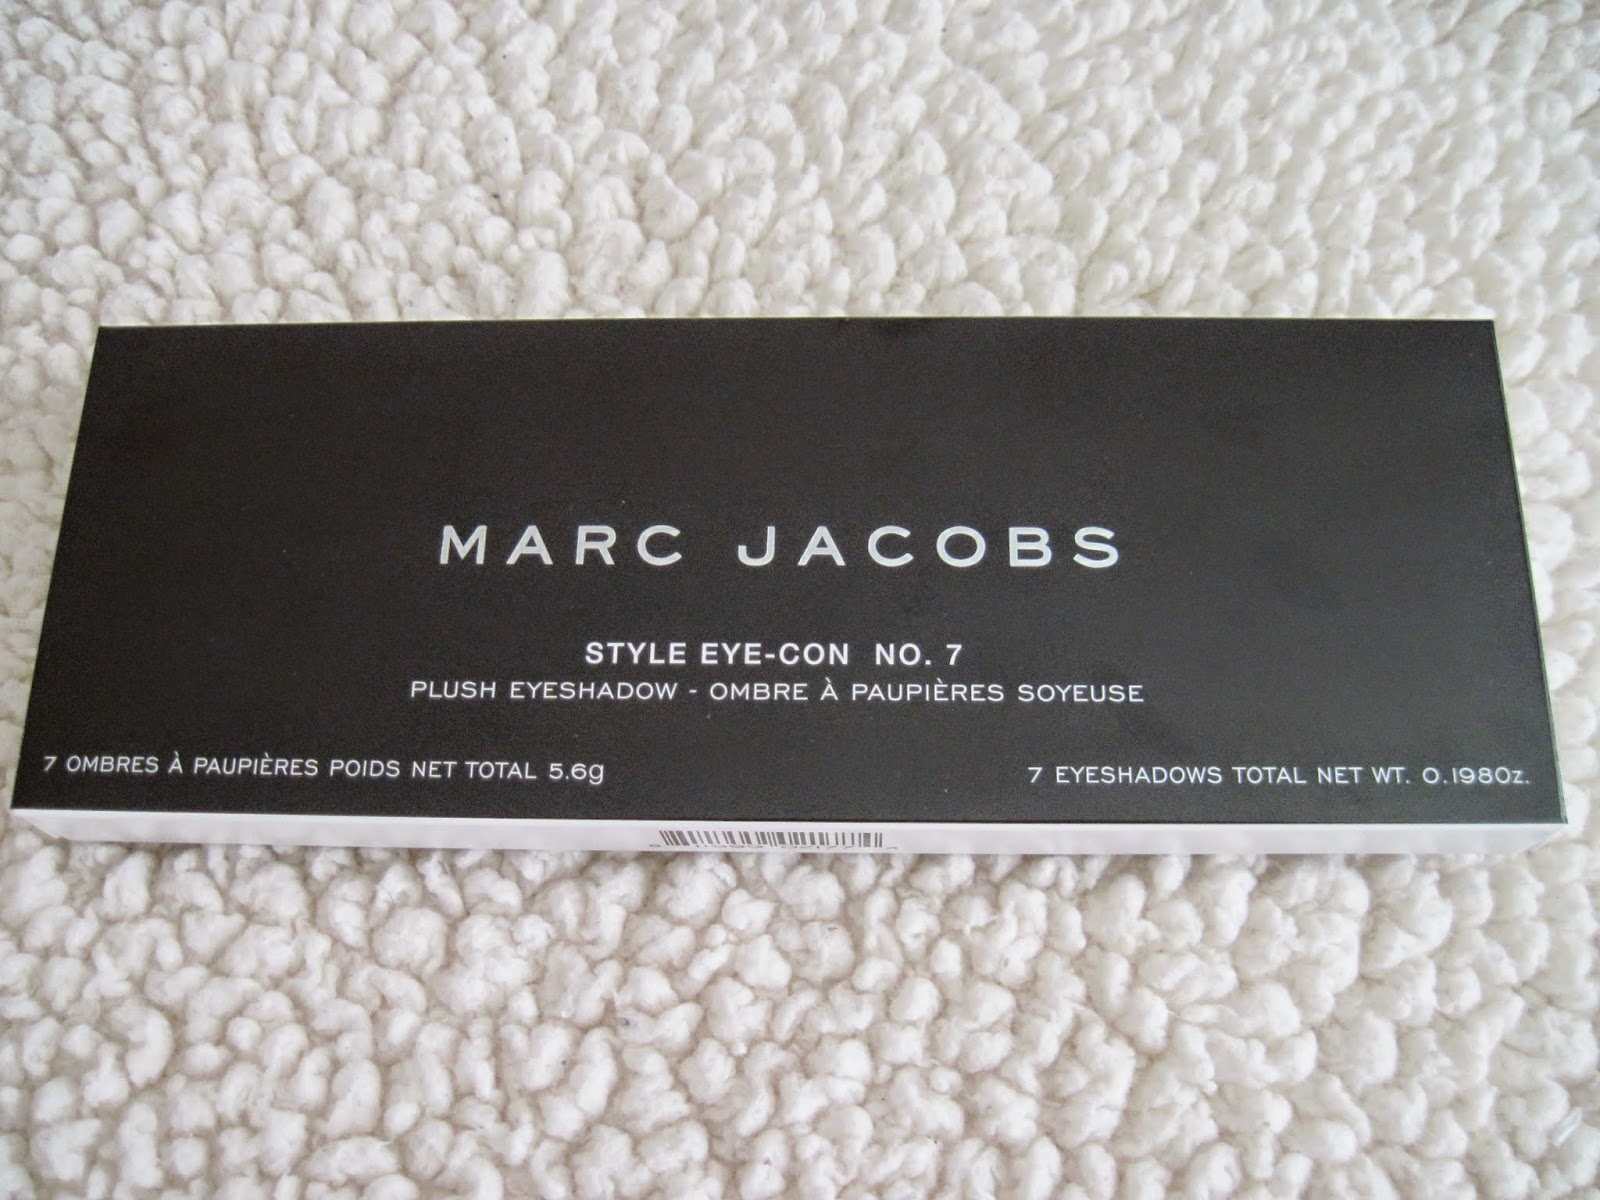 MARC JACOBS
STYLE EYE-CON NO. 7
PLUSH EYESHADOW - OMBRE À PAUPIÈRES SOYEUSE
7 OMBRES À PAUPIÈRES POIDS NET TOTAL 5.6g
7 EYESHADOWS TOTAL NET WT. 0.198Oz.